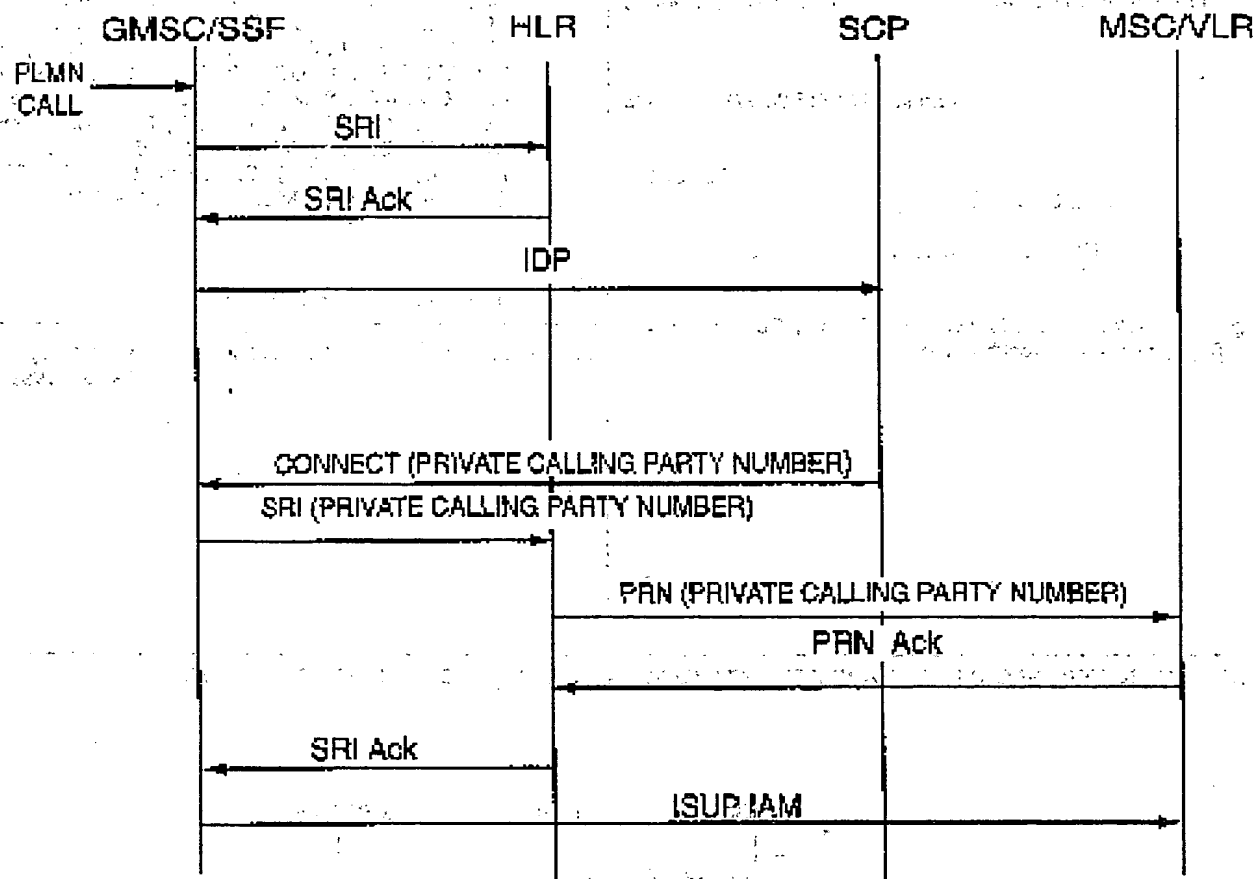 GMSC/SSF HLR SCP MSC/VLR
PLMN
CALL
SRI
SRI Ack
IDP
CONNECT (PRIVATE CALLING PARTY NUMBER)
SRI (PRIVATE CALLING PARTY NUMBER)
PRN (PRIVATE CALLING PARTY NUMBER)
PRN Ack
SRI Ack
ISUP IAM